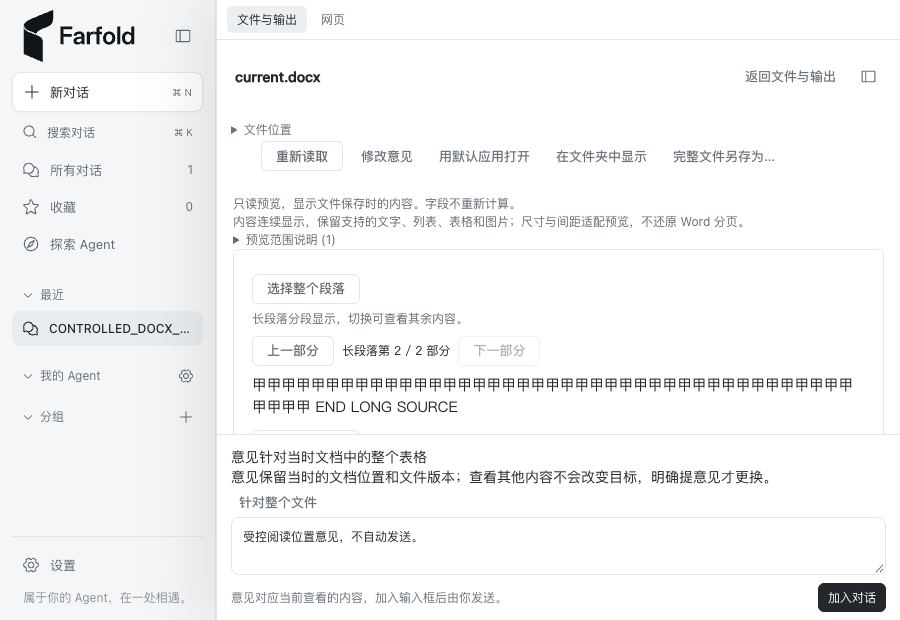 Farfold
新对话 ⌘ N
搜索对话 ⌘ K
所有对话 1
收藏 0
探索 Agent
最近
CONTROLLED_DOCX_...
我的 Agent
分组
设置
属于你的 Agent，在一处相遇。
文件与输出 网页
current.docx 返回文件与输出
文件位置
重新读取 修改意见 用默认应用打开 在文件夹中显示 完整文件另存为...
只读预览，显示文件保存时的内容。字段不重新计算。
内容连续显示，保留支持的文字、列表、表格和图片；尺寸与间距适配预览，不还原 Word 分页。
预览范围说明 (1)
选择整个段落
长段落分段显示，切换可查看其余内容。
上一部分 长段落第 2 / 2 部分 下一部分
甲甲甲甲甲甲甲甲甲甲甲甲甲甲甲甲甲甲甲甲甲甲甲甲甲甲甲甲甲甲甲甲甲甲甲甲甲甲甲甲甲
甲甲甲甲 END LONG SOURCE
意见针对当时文档中的整个表格
意见保留当时的文档位置和文件版本；查看其他内容不会改变目标，明确提意见才更换。
针对整个文件
受控阅读位置意见，不自动发送。
意见对应当前查看的内容，加入输入框后由你发送。 加入对话